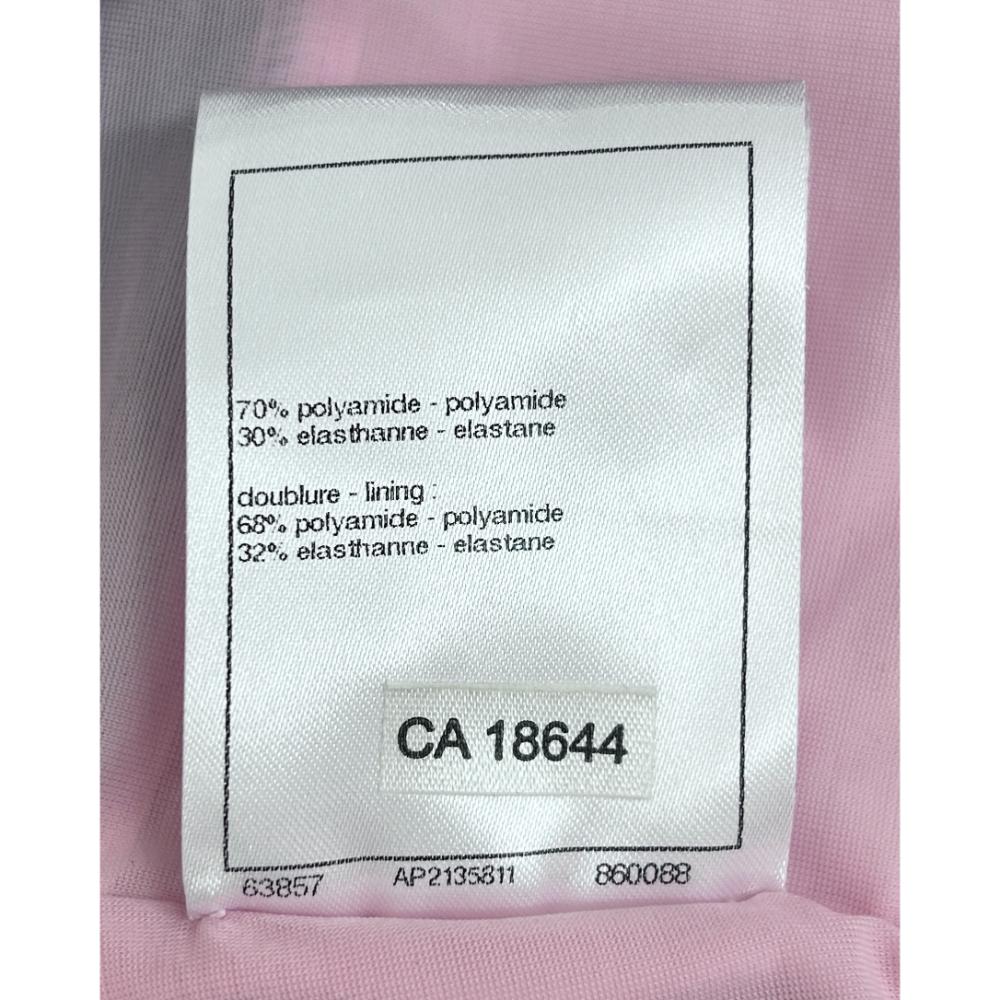 70% polyamide - polyamide
30% elasthanne - elastane
doublure - lining :
68% polyamide - polyamide
32% elasthanne - elastane
CA 18644
63857 AP2135811 860088